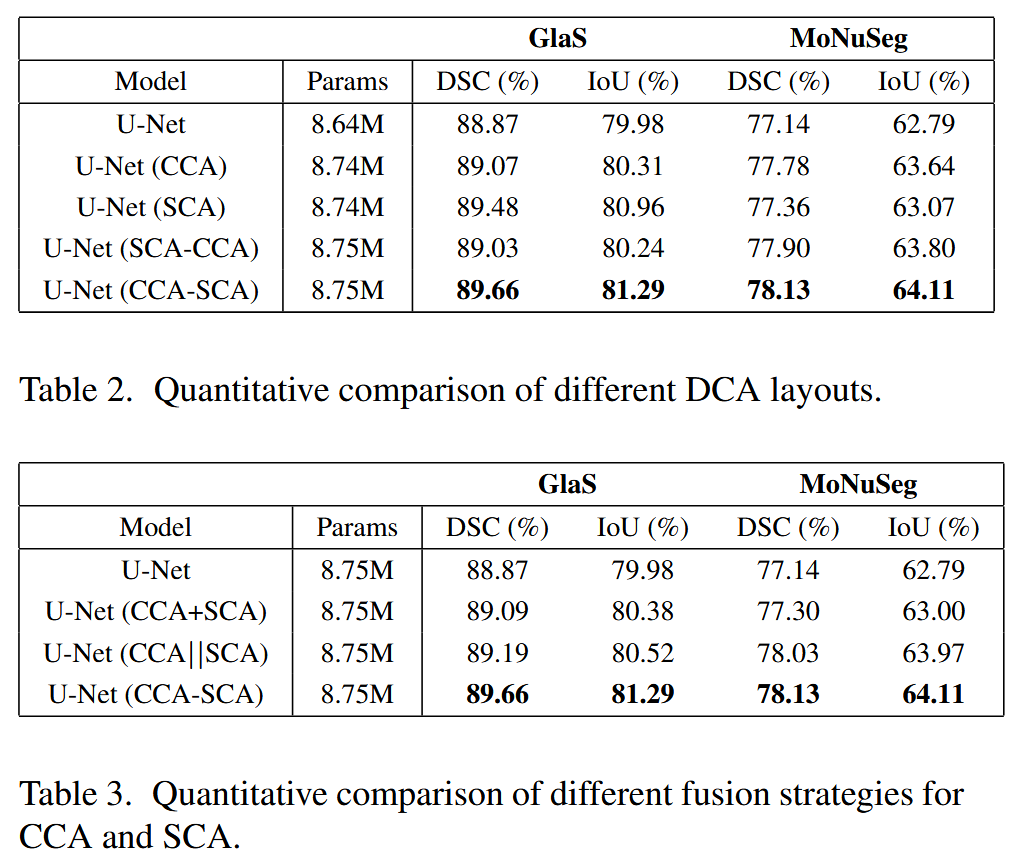 GlaS MoNuSeg
Model Params DSC (%) IoU (%) DSC (%) IoU (%)
U-Net 8.64M 88.87 79.98 77.14 62.79
U-Net (CCA) 8.74M 89.07 80.31 77.78 63.64
U-Net (SCA) 8.74M 89.48 80.96 77.36 63.07
U-Net (SCA-CCA) 8.75M 89.03 80.24 77.90 63.80
U-Net (CCA-SCA) 8.75M 89.66 81.29 78.13 64.11
Table 2. Quantitative comparison of different DCA layouts.
GlaS MoNuSeg
Model Params DSC (%) IoU (%) DSC (%) IoU (%)
U-Net 8.75M 88.87 79.98 77.14 62.79
U-Net (CCA+SCA) 8.75M 89.09 80.38 77.30 63.00
U-Net (CCA||SCA) 8.75M 89.19 80.52 78.03 63.97
U-Net (CCA-SCA) 8.75M 89.66 81.29 78.13 64.11
Table 3. Quantitative comparison of different fusion strategies for
CCA and SCA.